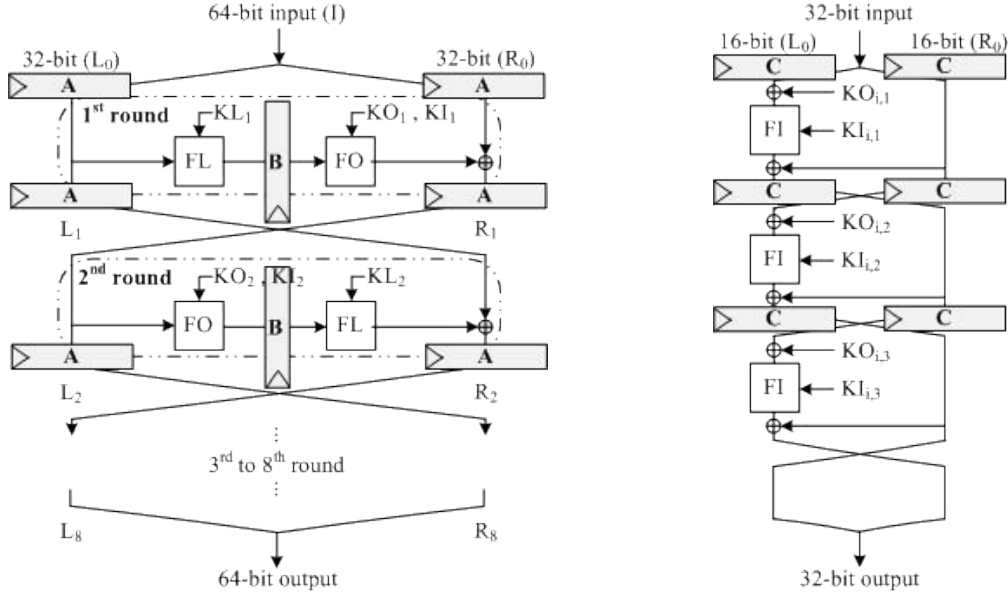 64-bit input (I)
32-bit (L0)
32-bit (R0)
A
A
1st round
KL1
KO1 , KI1
FL
B
FO
A
A
L1
R1
2nd round
KO2 , KI2
KL2
FO
B
FL
A
A
L2
R2
3rd to 8th round
L8
R8
64-bit output
32-bit input
16-bit (L0)
16-bit (R0)
C
C
KOi,1
FI
KIi,1
C
C
KOi,2
FI
KIi,2
C
C
KOi,3
FI
KIi,3
32-bit output